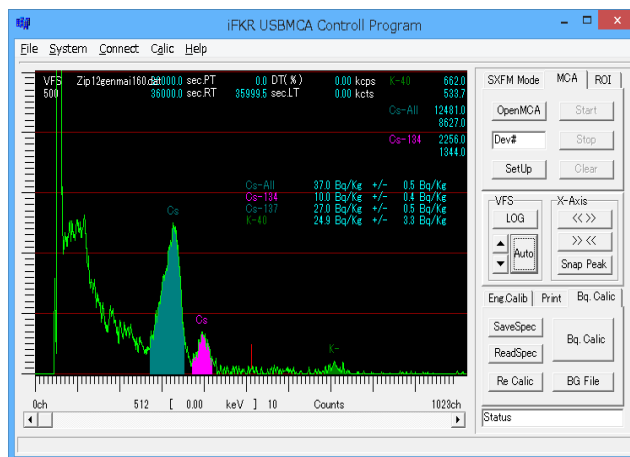 iFKR USBMCA Controll Program
File System Connect Calic Help
VFS Zip12genmai160.dat 0.0 DT(%) 0.00 kcps K-40 662.0
500 36000.0 sec.RT 35999.5 sec.LT 0.00 kcts 533.7
sec.PT
Cs-All 12481.0
8627.0
Cs-134 2256.0
1344.0
Cs-All 37.0 Bq/Kg +/- 0.5 Bq/Kg
Cs-134 10.0 Bq/Kg +/- 0.4 Bq/Kg
Cs-137 27.0 Bq/Kg +/- 0.5 Bq/Kg
K-40 24.9 Bq/Kg +/- 3.3 Bq/Kg
Cs
Cs
K-
0ch 512 [ 0.00 keV ] 10 Counts 1023ch
SXFM Mode MCA ROI
OpenMCA Start
Dev# Stop
SetUp Clear
VFS X-Axis
LOG << >>
Auto >> <<
Snap Peak
Eng.Calib Print Bq. Calic
SaveSpec
Bq. Calic
ReadSpec
Re Calic BG File
Status